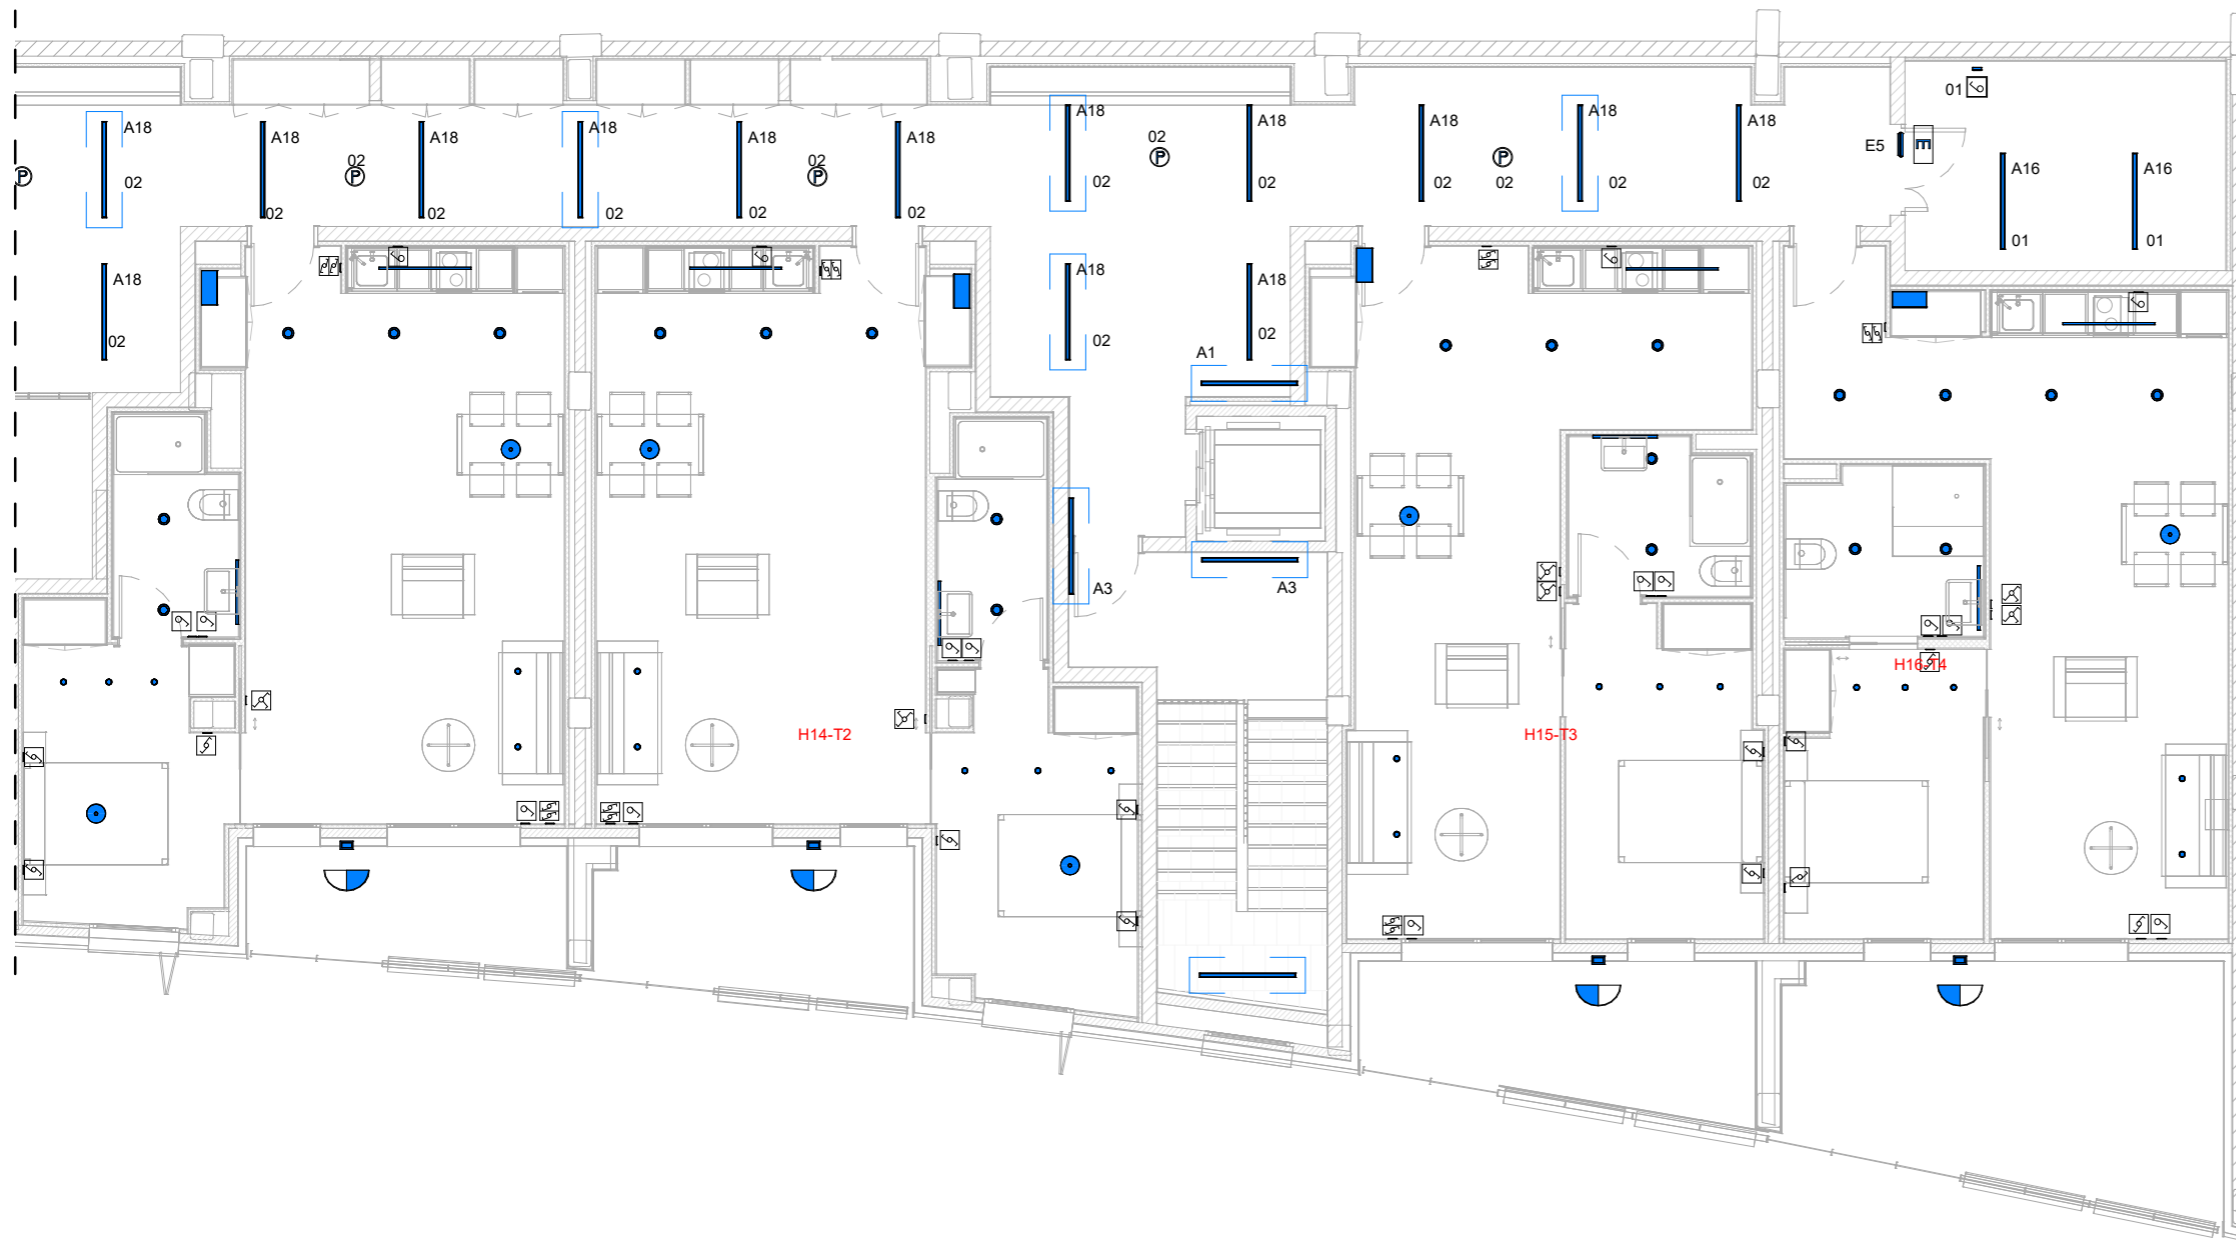 01
A18 A18 A18 A18 A18 A18 A18 A18 A18 A18 A18
02 02 02
P P P P P
E5 E
A16 A16
02 02 02 02 02 02 02 02 02 02 02
02
01 01
A18 A18 A18
02 02 02
A1
A3 A3
H16-T4
H14-T2 H15-T3